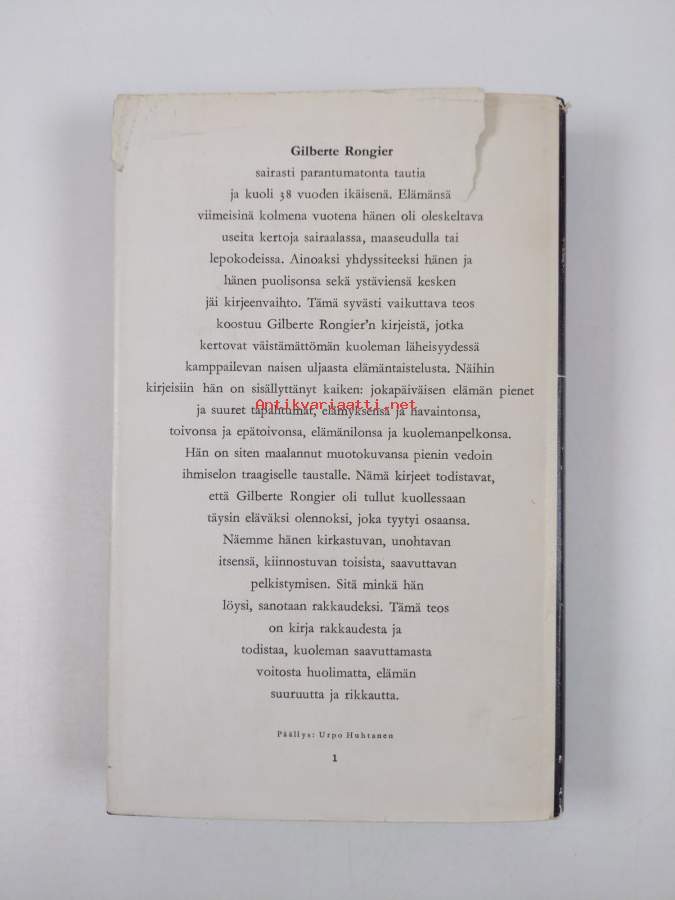 Gilberte Rongier
sairasti parantumatonta tautia
ja kuoli 38 vuoden ikäisenä. Elämänsä
viimeisinä kolmena vuotena hänen oli oleskeltava
useita kertoja sairaalassa, maaseudulla tai
lepokodeissa. Ainoaksi yhdyssiteeksi hänen ja
hänen puolisonsa sekä ystäviensä kesken
jäi kirjeenvaihto. Tämä syvästi vaikuttava teos
koostuu Gilberte Rongier'n kirjeistä, jotka
kertovat väistämättömän kuoleman läheisyydessä
kamppailevan naisen uljaasta elämäntaistelusta. Näihin
kirjeisiin hän on sisällyttänyt kaiken: jokapäiväisen elämän pienet
Antikvariaatti.net
ja suuret tapahtumat, elämyksensä ja havaintonsa,
toivonsa ja epätoivonsa, elämänilonsa ja kuolemanpelkonsa.
Hän on siten maalannut muotokuvansa pienin vedoin
ihmiselon traagiselle taustalle. Nämä kirjeet todistavat,
että Gilberte Rongier oli tullut kuollessaan
täysin eläväksi olennoksi, joka tyytyi osaansa.
Näemme hänen kirkastuvan, unohtavan
itsensä, kiinnostuvan toisista, saavuttavan
pelkistymisen. Sitä minkä hän
löysi, sanotaan rakkaudeksi. Tämä teos
on kirja rakkaudesta ja
todistaa, kuoleman saavuttamasta
voitosta huolimatta, elämän
suuruutta ja rikkautta.
Päällys: Urpo Huhtanen
1